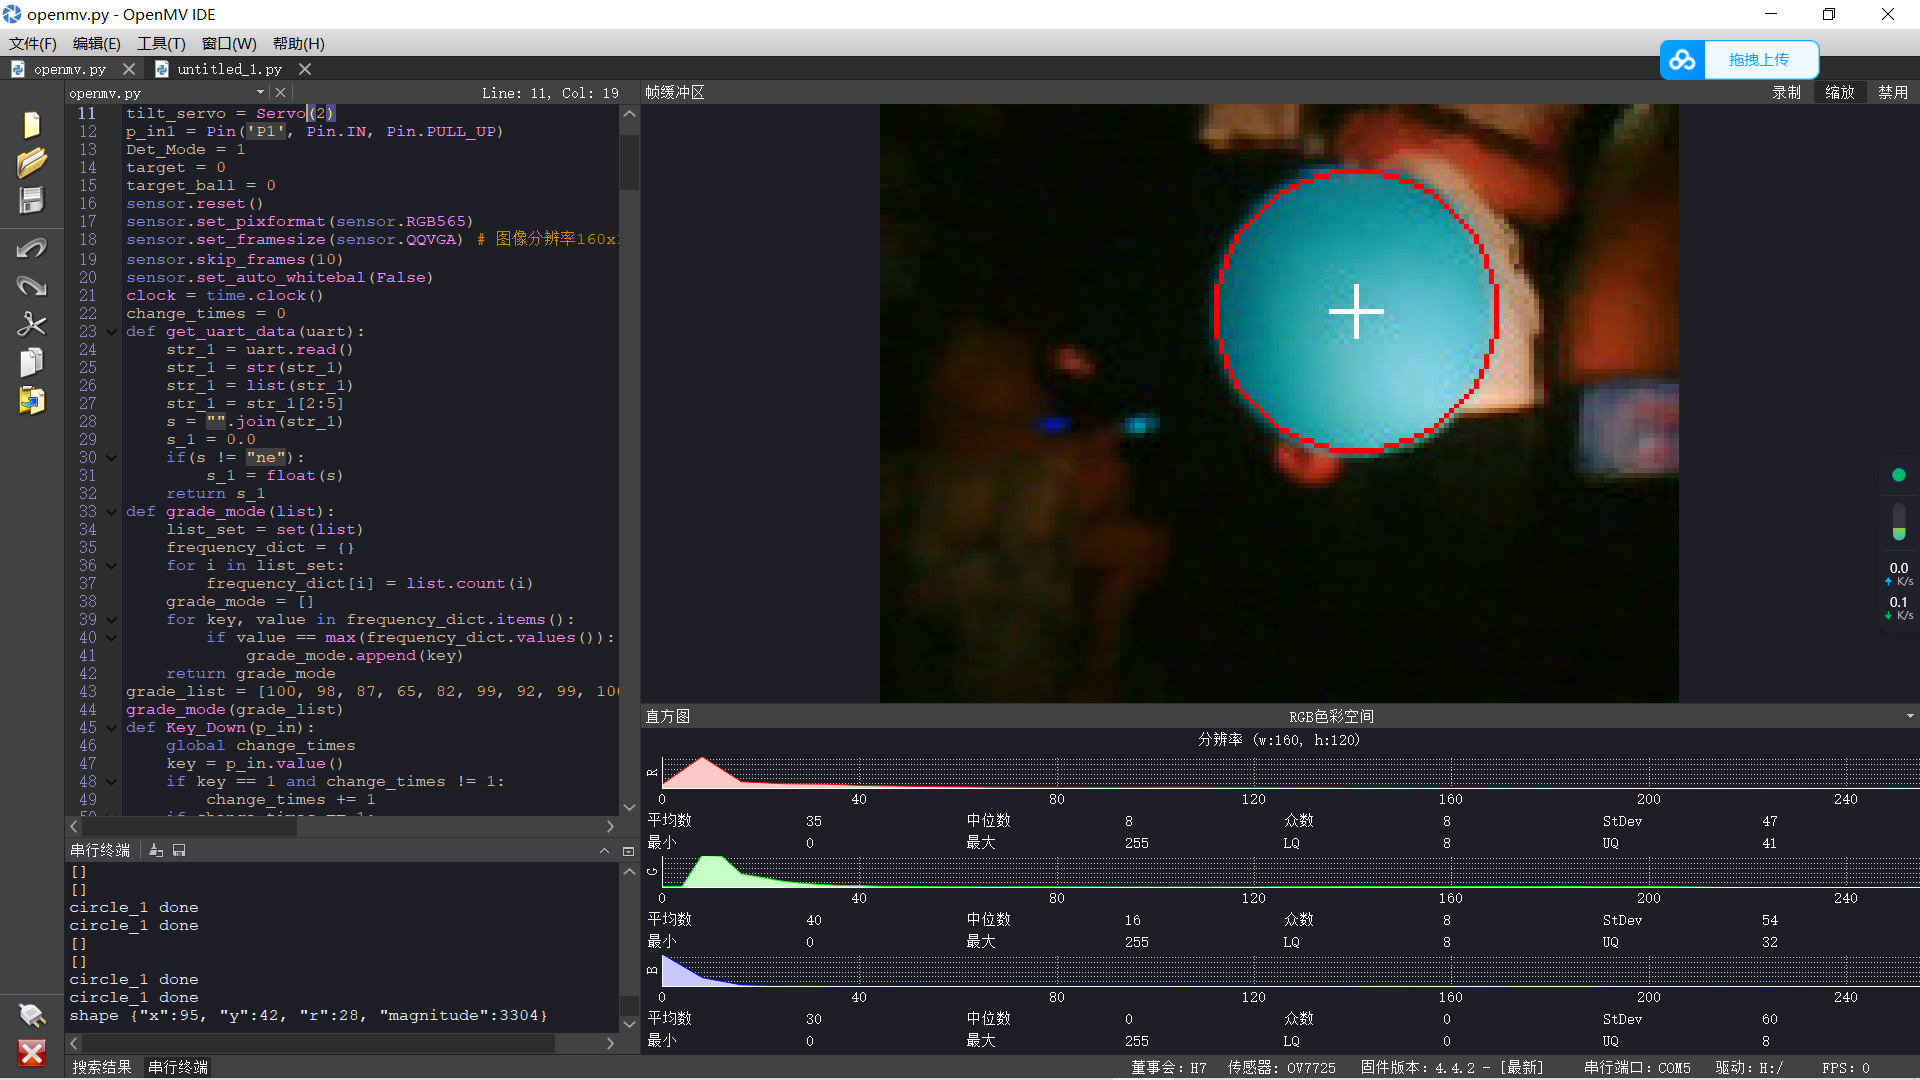 openmv.py - OpenMV IDE
文件(F) 编辑(E) 工具(T) 窗口(W) 帮助(H)
拖拽上传
openmv.py untitled_1.py
openmv.py Line: 11, Col: 19
帧缓冲区 录制 缩放 禁用
11 tilt_servo = Servo(2)
12 p_in1 = Pin('P1', Pin.IN, Pin.PULL_UP)
13 Det_Mode = 1
14 target = 0
15 target_ball = 0
16 sensor.reset()
17 sensor.set_pixformat(sensor.RGB565)
18 sensor.set_framesize(sensor.QQVGA) # 图像分辨率160x
19 sensor.skip_frames(10)
20 sensor.set_auto_whitebal(False)
21 clock = time.clock()
22 change_times = 0
23 def get_uart_data(uart):
24 str_1 = uart.read()
25 str_1 = str(str_1)
26 str_1 = list(str_1)
27 str_1 = str_1[2:5]
28 s = "".join(str_1)
29 s_1 = 0.0
30 if(s != "ne"):
31 s_1 = float(s)
32 return s_1
33 def grade_mode(list):
34 list_set = set(list)
35 frequency_dict = {}
36 for i in list_set:
37 frequency_dict[i] = list.count(i)
38 grade_mode = []
39 for key, value in frequency_dict.items():
40 if value == max(frequency_dict.values()):
41 grade_mode.append(key)
42 return grade_mode
43 grade_list = [100, 98, 87, 65, 82, 99, 92, 99, 10
44 grade_mode(grade_list)
45 def Key_Down(p_in):
46 global change_times
47 key = p_in.value()
48 if key == 1 and change_times != 1:
49 change_times += 1
串行终端
[]
[]
circle_1 done
circle_1 done
[]
[]
circle_1 done
circle_1 done
shape {"x":95, "y":42, "r":28, "magnitude":3304}
搜索结果 串行终端
0.0
K/s
0.1
K/s
直方图 RGB色彩空间
分辨率 (w:160, h:120)
R
0 40 80 120 160 200 240
平均数 35 中位数 8 众数 8 StDev 47
最小 0 最大 255 LQ 8 UQ 41
G
0 40 80 120 160 200 240
平均数 40 中位数 16 众数 8 StDev 54
最小 0 最大 255 LQ 8 UQ 32
B
0 40 80 120 160 200 240
平均数 30 中位数 0 众数 0 StDev 60
最小 0 最大 255 LQ 0 UQ 8
董事会: H7 传感器: OV7725 固件版本: 4.4.2 - [最新] 串行端口: COM5 驱动: H:/ FPS: 0